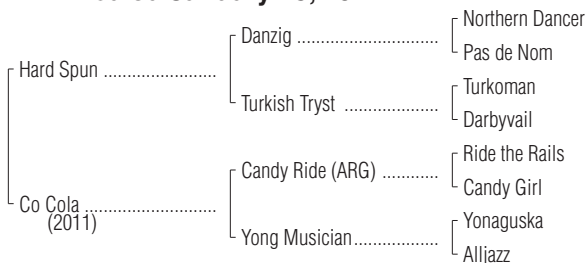 Hard Spun
Co Cola
(2011)
Danzig
Turkish Tryst
Candy Ride (ARG)
Yong Musician
Northern Dancer
Pas de Nom
Turkoman
Darbyvail
Ride the Rails
Candy Girl
Yonaguska
Alljazz